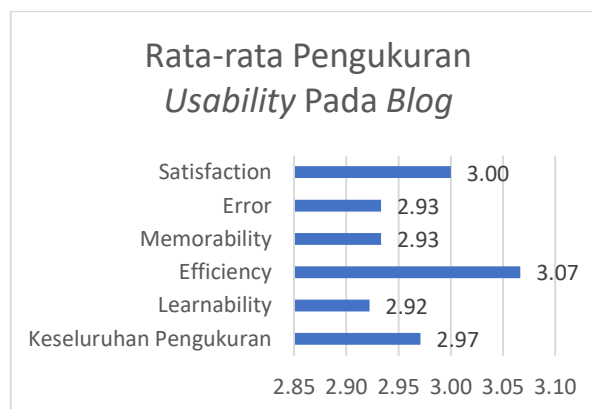 Rata-rata Pengukuran
Usability Pada Blog
Satisfaction 3.00
Error 2.93
Memorability 2.93
Efficiency 3.07
Learnability 2.92
Keseluruhan Pengukuran 2.97
2.85 2.90 2.95 3.00 3.05 3.10